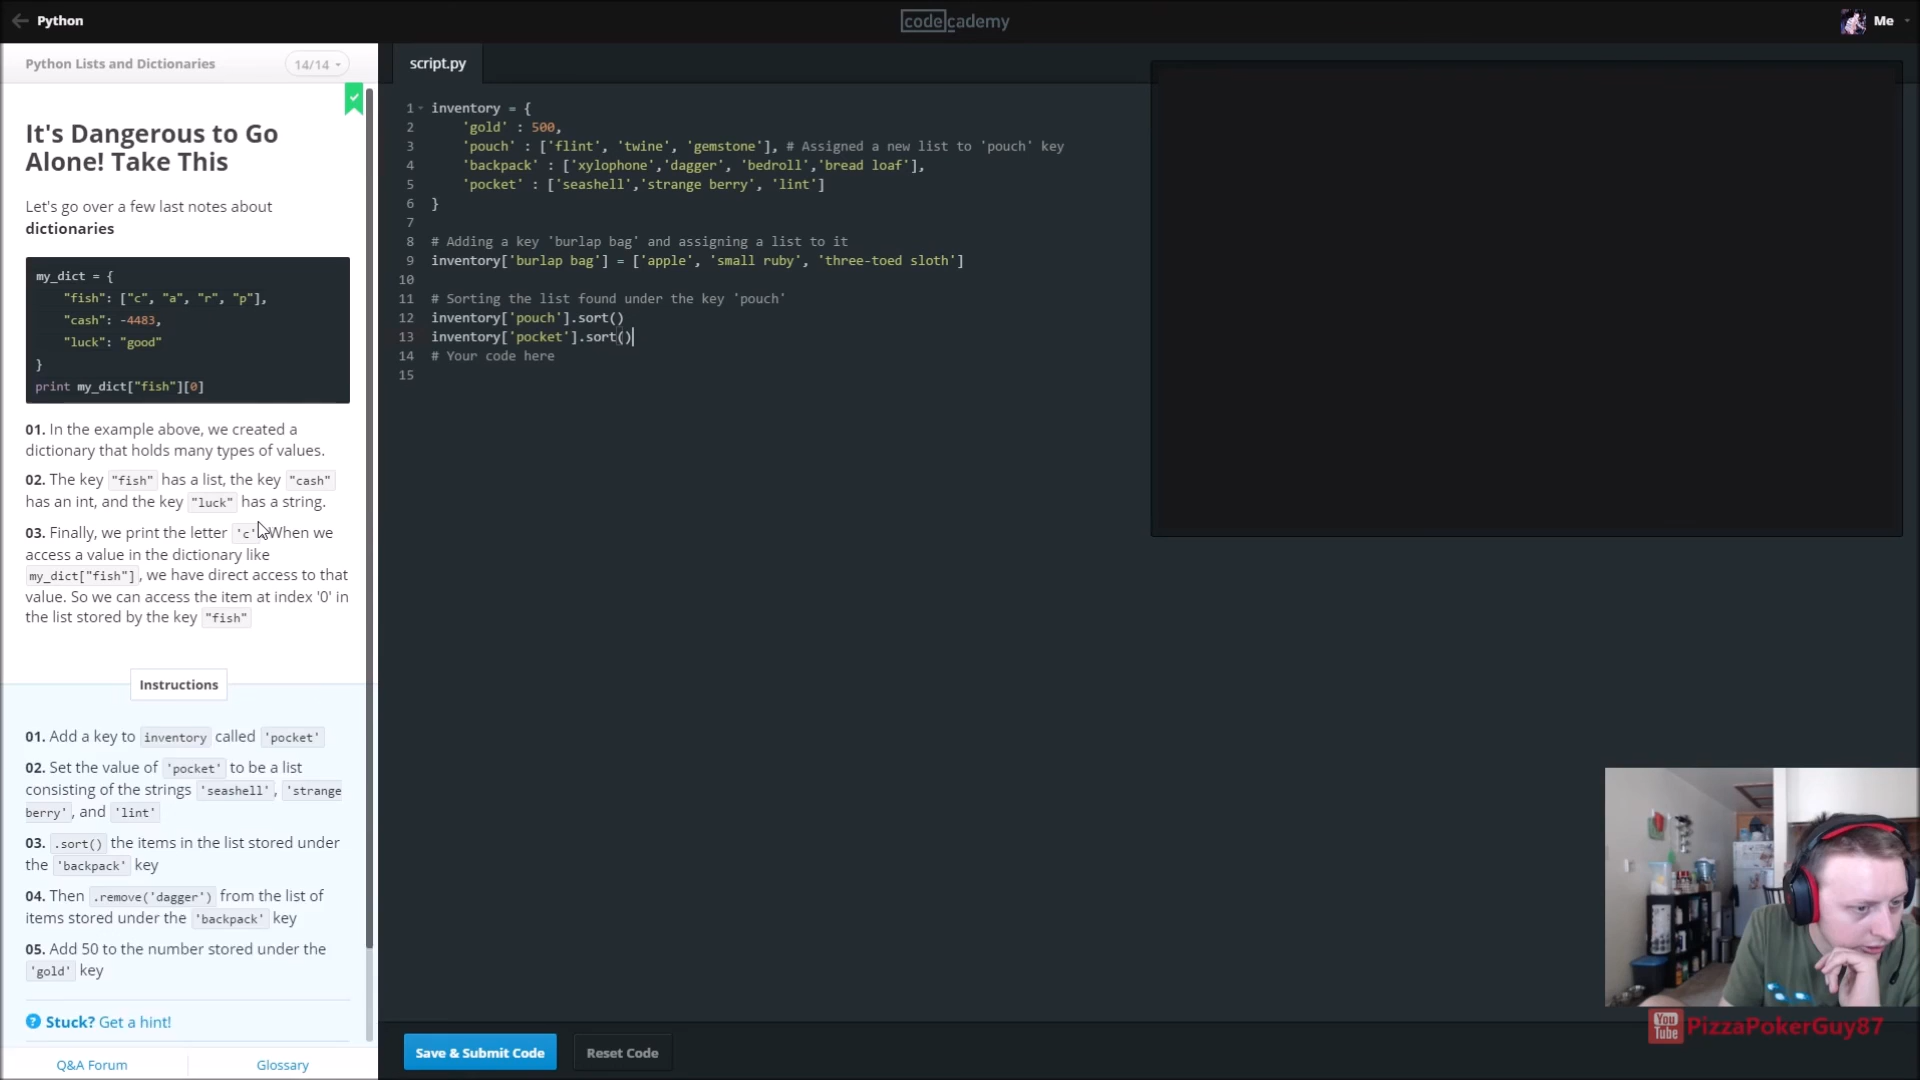 Python
codecademy
Me
Python Lists and Dictionaries
14/14
script.py
It's Dangerous to Go
Alone! Take This
Let's go over a few last notes about
dictionaries
my_dict = {
"fish": ["c", "a", "r", "p"],
"cash": -4483,
"luck": "good"
}
print my_dict["fish"][0]
01. In the example above, we created a
dictionary that holds many types of values.
02. The key "fish" has a list, the key "cash"
has an int, and the key "luck" has a string.
03. Finally, we print the letter 'c' When we
access a value in the dictionary like
my_dict["fish"], we have direct access to that
value. So we can access the item at index '0' in
the list stored by the key "fish"
Instructions
01. Add a key to inventory called 'pocket'
02. Set the value of 'pocket' to be a list
consisting of the strings 'seashell', 'strange
berry', and 'lint'
03. .sort() the items in the list stored under
the 'backpack' key
04. Then .remove('dagger') from the list of
items stored under the 'backpack' key
05. Add 50 to the number stored under the
'gold' key
? Stuck? Get a hint!
Q&A Forum
Glossary
1 inventory = {
2 'gold' : 500,
3 'pouch' : ['flint', 'twine', 'gemstone'], # Assigned a new list to 'pouch' key
4 'backpack' : ['xylophone','dagger', 'bedroll','bread loaf'],
5 'pocket' : ['seashell','strange berry', 'lint']
6 }
7
8 # Adding a key 'burlap bag' and assigning a list to it
9 inventory['burlap bag'] = ['apple', 'small ruby', 'three-toed sloth']
10
11 # Sorting the list found under the key 'pouch'
12 inventory['pouch'].sort()
13 inventory['pocket'].sort()
14 # Your code here
15
Save & Submit Code
Reset Code
You
Tube
PizzaPokerGuy87